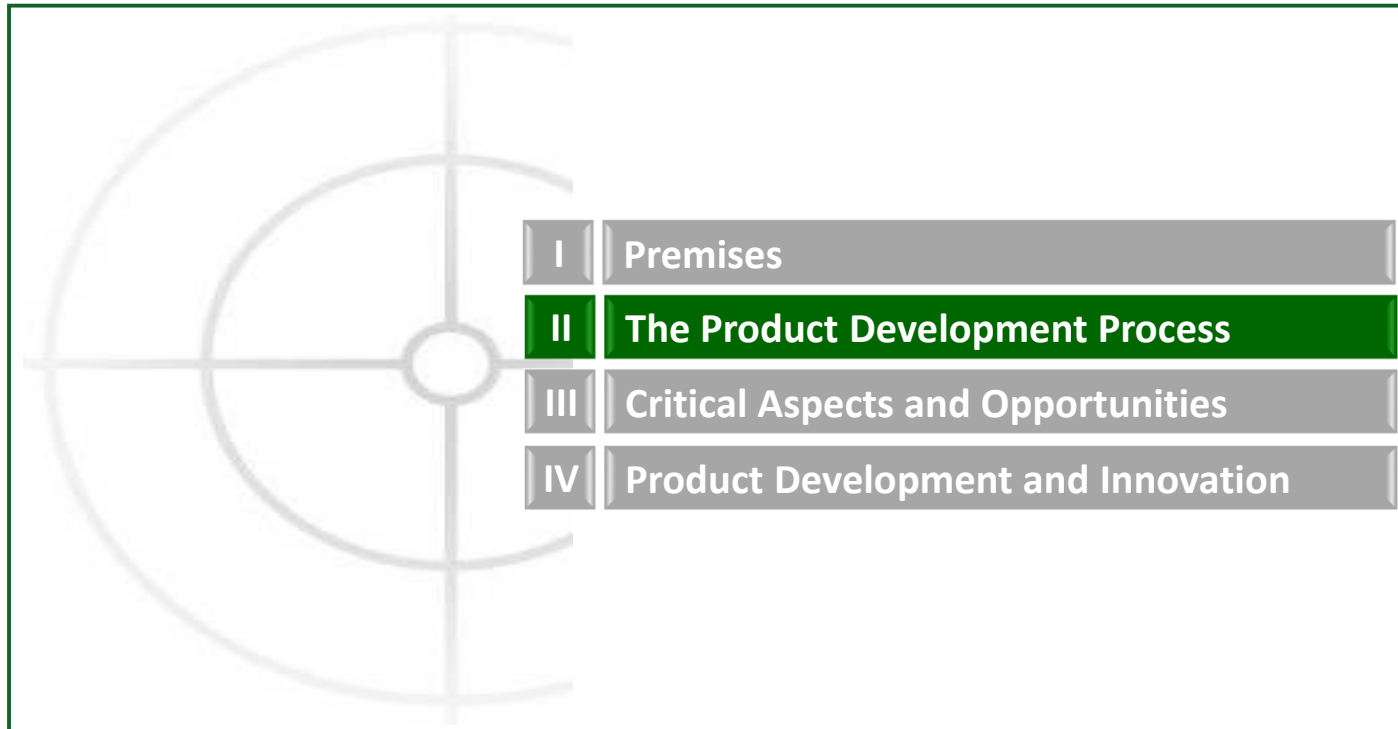 I Premises
II The Product Development Process
III Critical Aspects and Opportunities
IV Product Development and Innovation